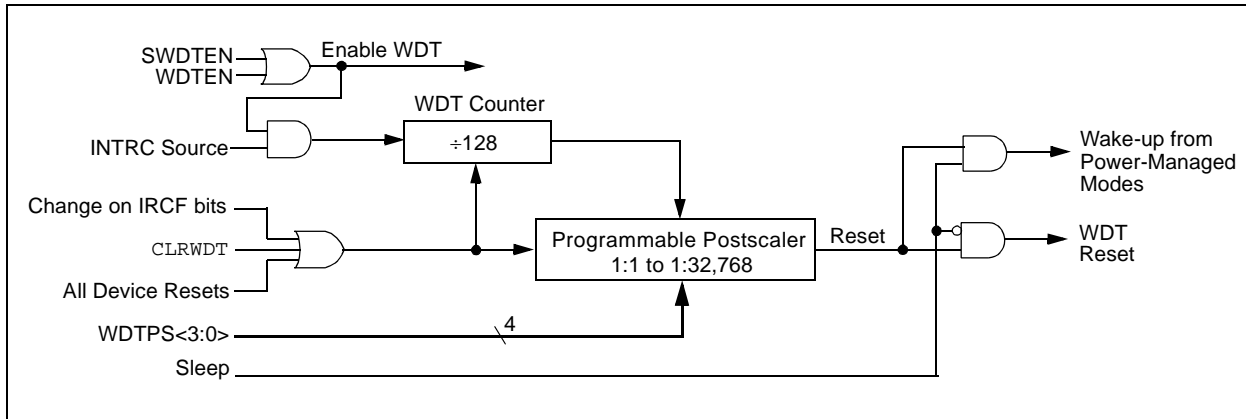 SWDTEN
WDTEN
Enable WDT
WDT Counter
÷128
INTRC Source
Wake-up from
Power-Managed
Modes
Change on IRCF bits
CLRWDT
All Device Resets
Programmable Postscaler
1:1 to 1:32,768
Reset
WDT
Reset
WDTPS<3:0>
4
Sleep